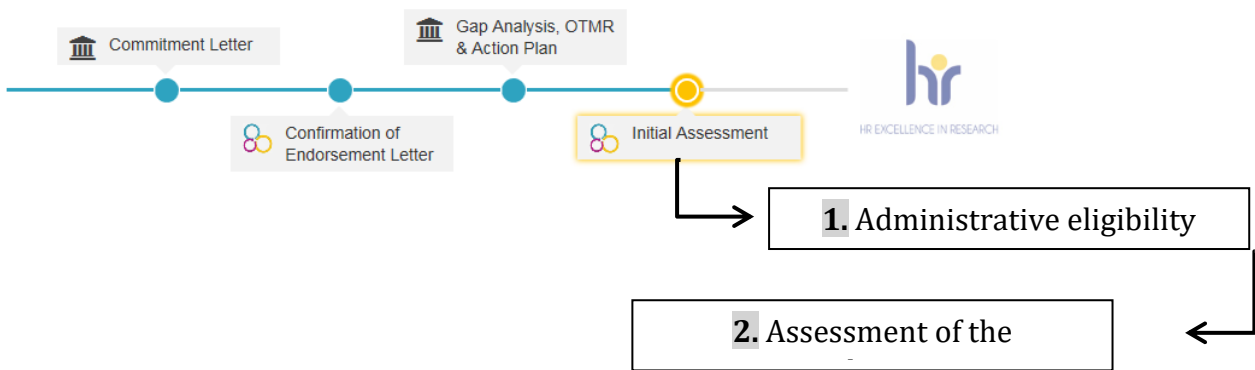 Commitment Letter
Gap Analysis, OTMR
& Action Plan
hr
HR EXCELLENCE IN RESEARCH
Confirmation of
Endorsement Letter
Initial Assessment
1. Administrative eligibility
2. Assessment of the